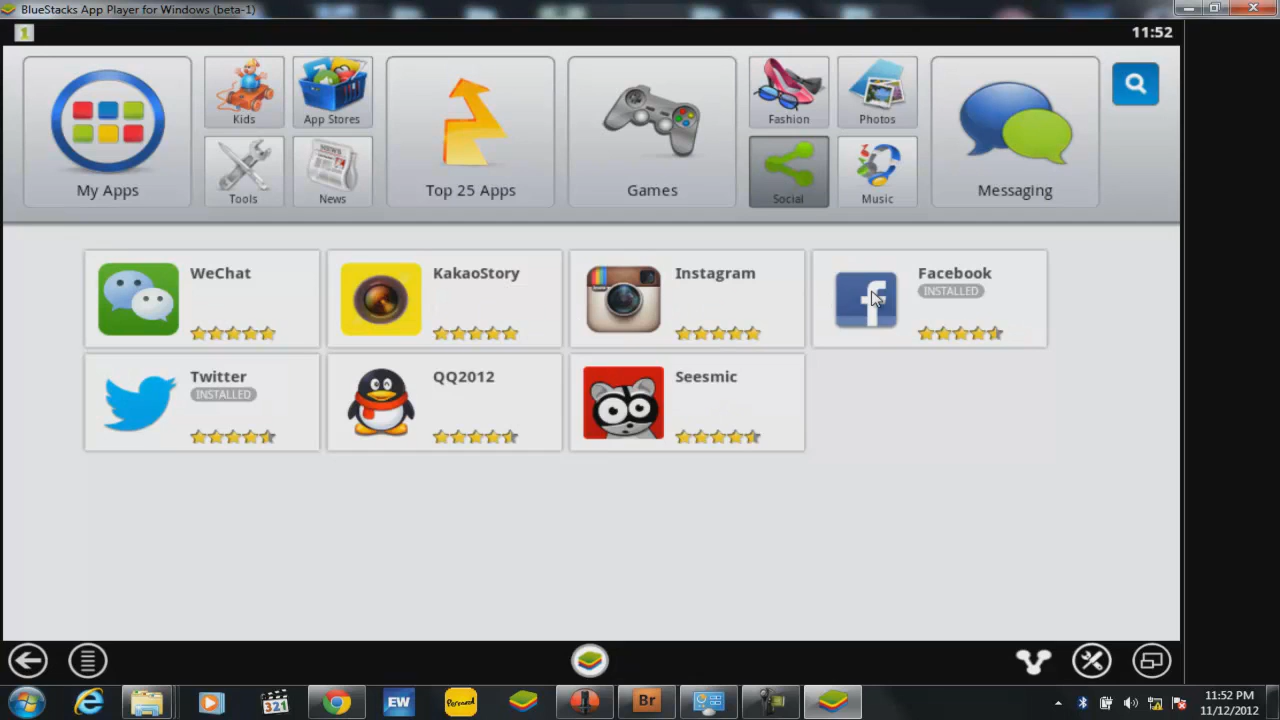 BlueStacks App Player for Windows (beta-1)
1
11:52
My Apps
Kids
App Stores
Tools
News
Top 25 Apps
Games
Fashion
Photos
Social
Music
Messaging
WeChat
KakaoStory
Instagram
Facebook
INSTALLED
Twitter
INSTALLED
QQ2012
Seesmic
321
EW
Br
11:52 PM
11/12/2012